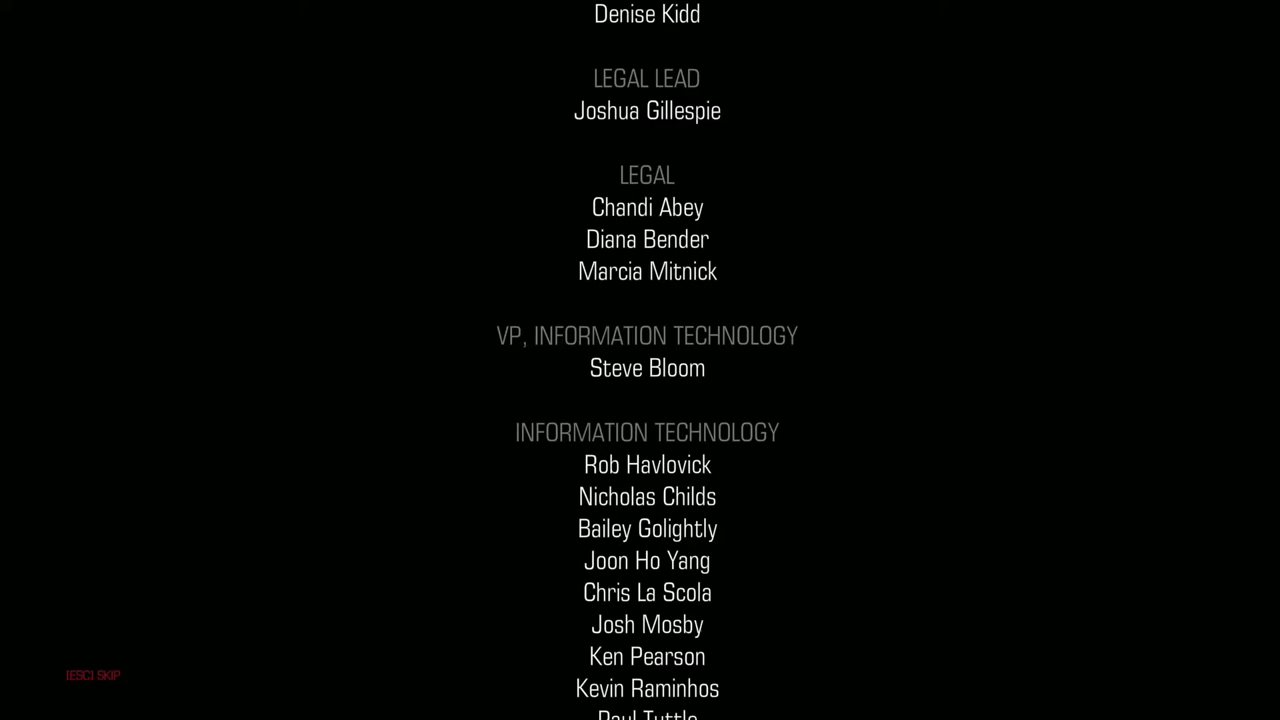 Denise Kidd
LEGAL LEAD
Joshua Gillespie
LEGAL
Chandi Abey
Diana Bender
Marcia Mitnick
VP, INFORMATION TECHNOLOGY
Steve Bloom
INFORMATION TECHNOLOGY
Rob Havlovick
Nicholas Childs
Bailey Golightly
Joon Ho Yang
Chris La Scola
Josh Mosby
Ken Pearson
Kevin Raminhos
Paul Tuttle
[ESC] SKIP